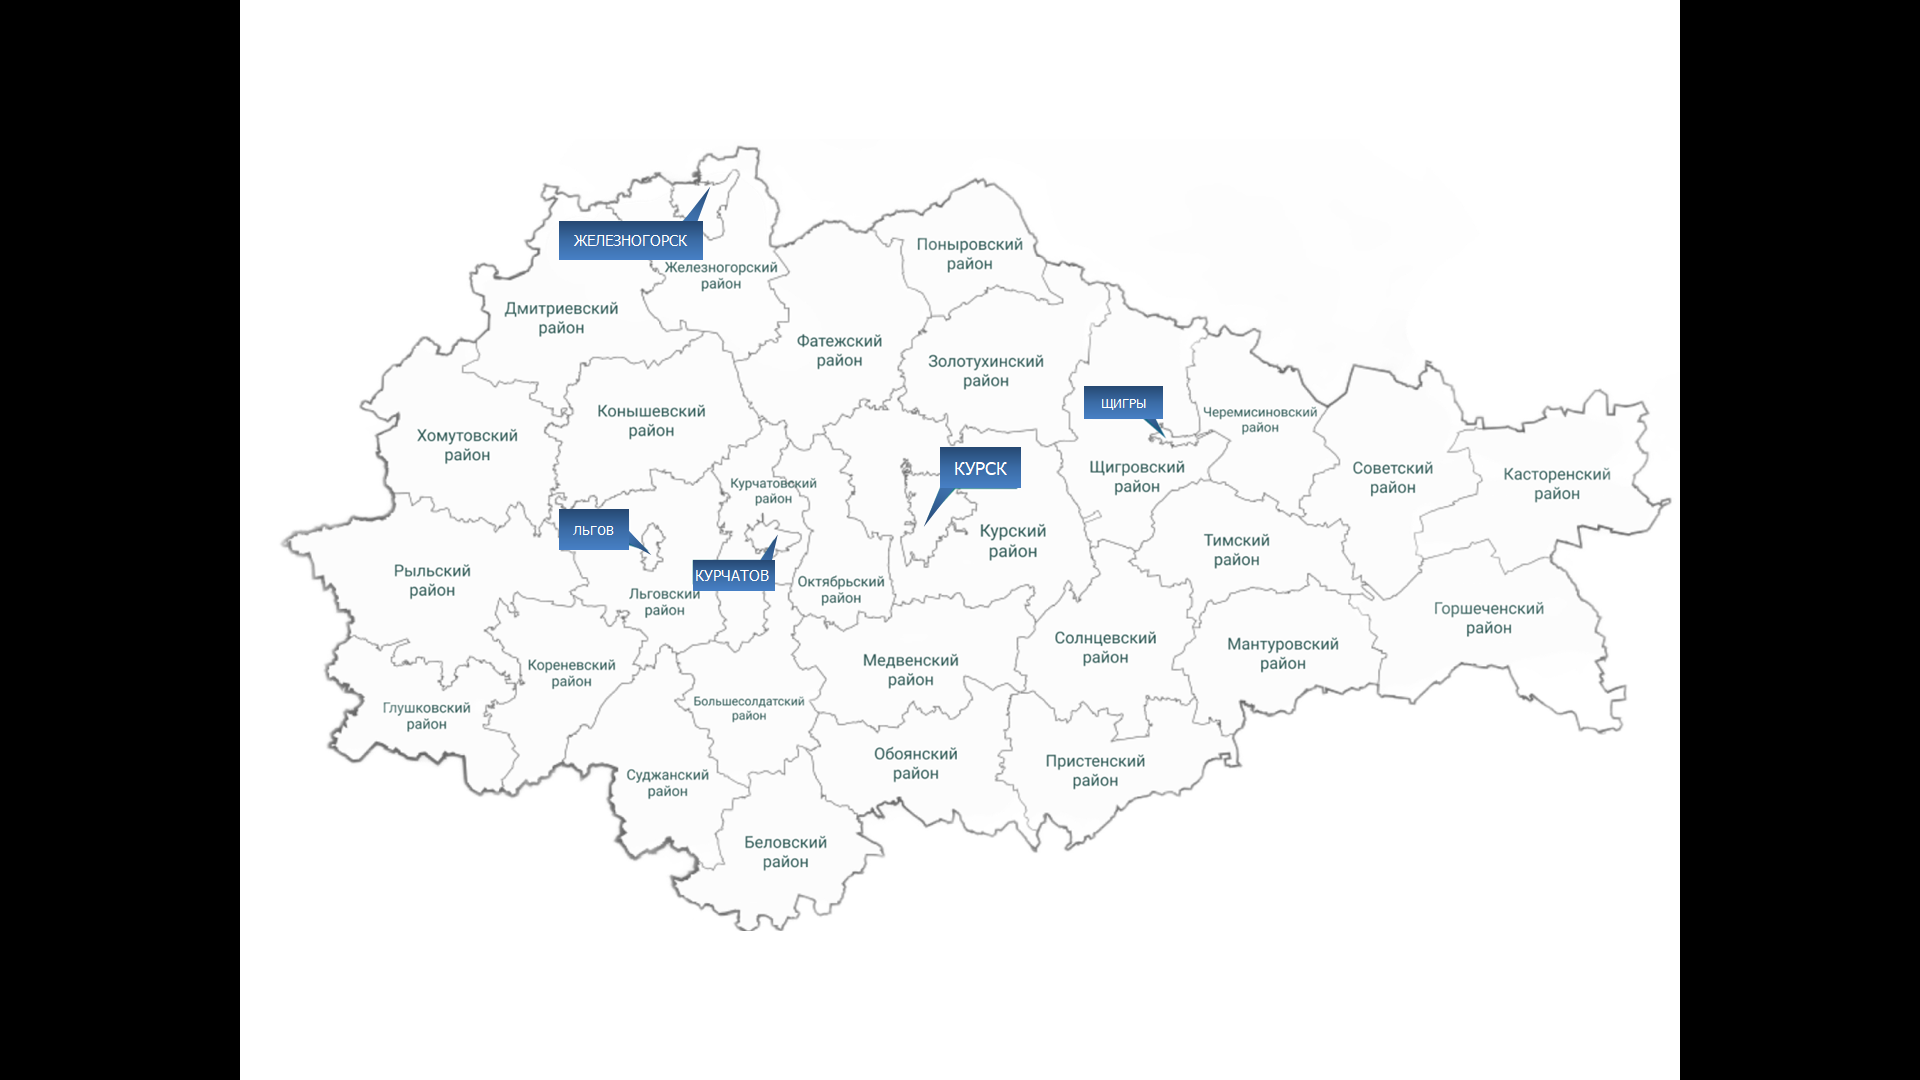 ЖЕЛЕЗНОГОРСК
Поныровский
район
Железногорский
район
Дмитриевский
район
Фатежский
район
Золотухинский
район
ЩИГРЫ
Черемисиновский
район
Конышевский
район
Хомутовский
район
КУРСК
Щигровский
район
Советский
район
Касторенский
район
Курчатовский
район
ЛЬГОВ
Курский
район
Тимский
район
Рыльский
район
КУРЧАТОВ
Октябрьский
район
Льговский
район
Горшеченский
район
Солнцевский
район
Мантуровский
район
Медвенский
район
Кореневский
район
Большесолдатский
район
Глушковский
район
Обоянский
район
Пристенский
район
Суджанский
район
Беловский
район